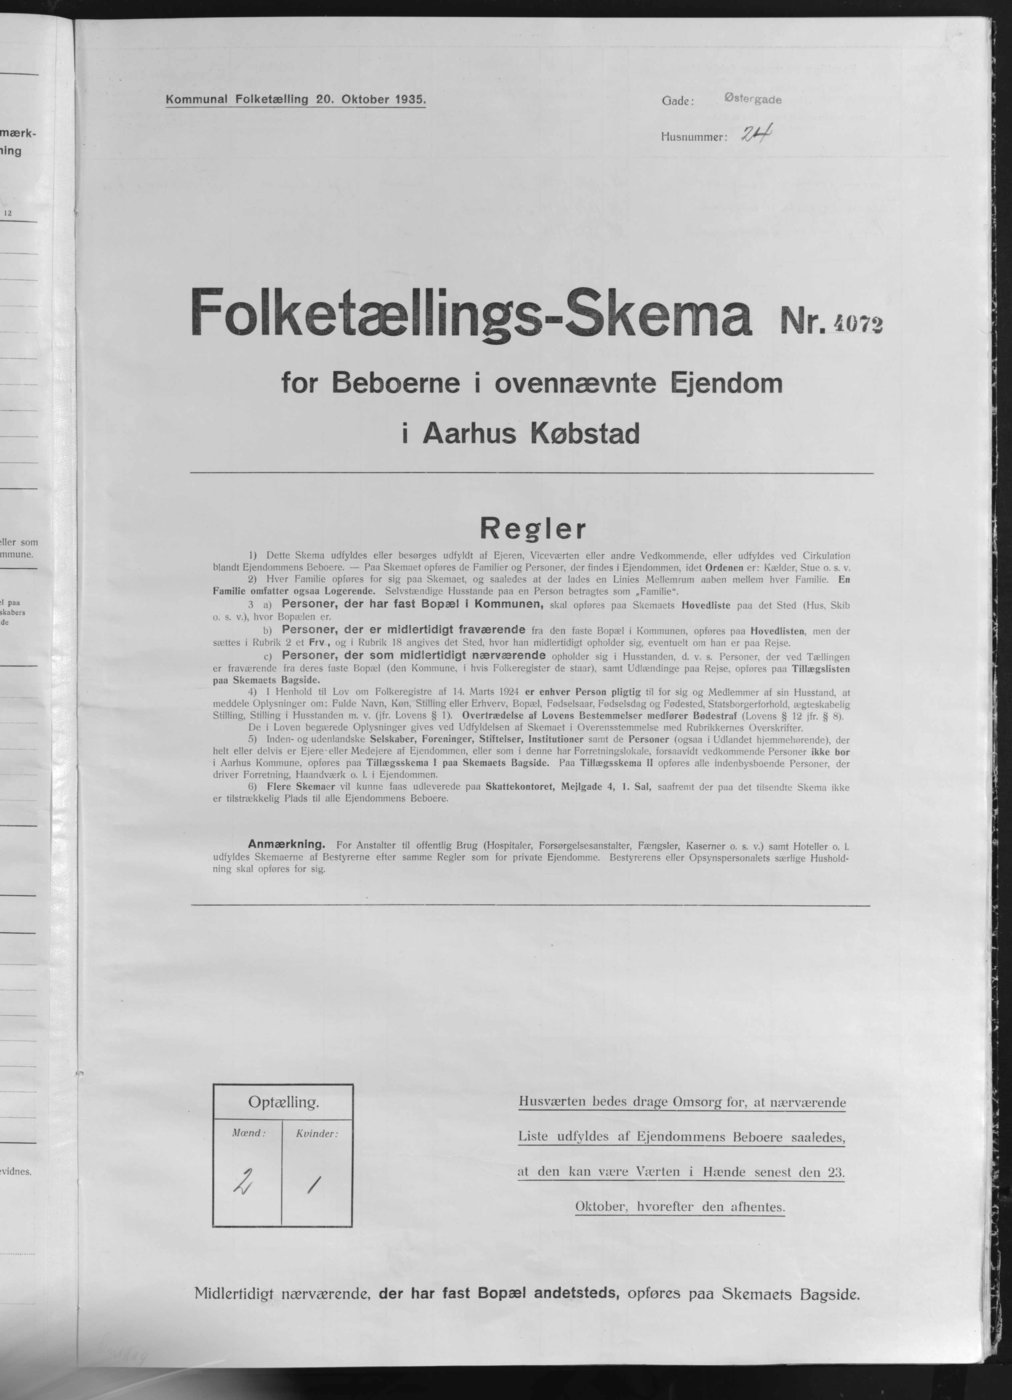 mærk-
ning
12
eller som
mmune.
el paa
skabers
de
vidnes.
Kommunal Folketælling 20. Oktober 1935.
Gade: Østergade
Husnummer: 24
Folketællings-Skema Nr. 4072
for Beboerne i ovennævnte Ejendom
i Aarhus Købstad
Regler
1) Dette Skema udfyldes eller besørges udfyldt af Ejeren, Viceværten eller andre Vedkommende, eller udfyldes ved Cirkulation
blandt Ejendommens Beboere. — Paa Skemaet opføres de Familier og Personer, der findes i Ejendommen, idet Ordenen er: Kælder, Stue o. s. v.
2) Hver Familie opføres for sig paa Skemaet, og saaledes at der lades en Linies Mellemrum aaben mellem hver Familie. En
Familie omfatter ogsaa Logerende. Selvstændige Husstande paa en Person betragtes som „Familie".
3 a) Personer, der har fast Bopæl i Kommunen, skal opføres paa Skemaets Hovedliste paa det Sted (Hus, Skib
o. s. v.), hvor Bopælen er.
b) Personer, der er midlertidigt fraværende fra den faste Bopæl i Kommunen, opføres paa Hovedlisten, men der
sættes i Rubrik 2 et Frv., og i Rubrik 18 angives det Sted, hvor han midlertidigt opholder sig, eventuelt om han er paa Rejse.
c) Personer, der som midlertidigt nærværende opholder sig i Husstanden, d. v. s. Personer, der ved Tællingen
er fraværende fra deres faste Bopæl (den Kommune, i hvis Folkeregister de staar), samt Udlændinge paa Rejse, opføres paa Tillægslisten
paa Skemaets Bagside.
4) I Henhold til Lov om Folkeregistre af 14. Marts 1924 er enhver Person pligtig til for sig og Medlemmer af sin Husstand, at
meddele Oplysninger om: Fulde Navn, Køn, Stilling eller Erhverv, Bopæl, Fødselsaar, Fødselsdag og Fødested, Statsborgerforhold, ægteskabelig
Stilling, Stilling i Husstanden m. v. (jfr. Lovens § 1). Overtrædelse af Lovens Bestemmelser medfører Bødestraf (Lovens § 12 jfr. § 8).
De i Loven begærede Oplysninger gives ved Udfyldelsen af Skemaet i Overensstemmelse med Rubrikkernes Overskrifter.
5) Inden- og udenlandske Selskaber, Foreninger, Stiftelser, Institutioner samt de Personer (ogsaa i Udlandet hjemmehørende), der
helt eller delvis er Ejere eller Medejere af Ejendommen, eller som i denne har Forretningslokale, forsaavidt vedkommende Personer ikke bor
i Aarhus Kommune, opføres paa Tillægsskema I paa Skemaets Bagside. Paa Tillægsskema II opføres alle indenbysboende Personer, der
driver Forretning, Haandværk o. l. i Ejendommen.
6) Flere Skemaer vil kunne faas udleverede paa Skattekontoret, Mejlgade 4, 1. Sal, saafremt der paa det tilsendte Skema ikke
er tilstrækkelig Plads til alle Ejendommens Beboere.
Anmærkning. For Anstalter til offentlig Brug (Hospitaler, Forsørgelsesanstalter, Fængsler, Kaserner o. s. v.) samt Hoteller o. l.
udfyldes Skemaerne af Bestyrerne efter samme Regler som for private Ejendomme. Bestyrerens eller Opsynspersonalets særlige Hushold-
ning skal opføres for sig.
Optælling.
Mænd: Kvinder:
2 1
Husværten bedes drage Omsorg for, at nærværende
Liste udfyldes af Ejendommens Beboere saaledes,
at den kan være Værten i Hænde senest den 23.
Oktober, hvorefter den afhentes.
Midlertidigt nærværende, der har fast Bopæl andetsteds, opføres paa Skemaets Bagside.